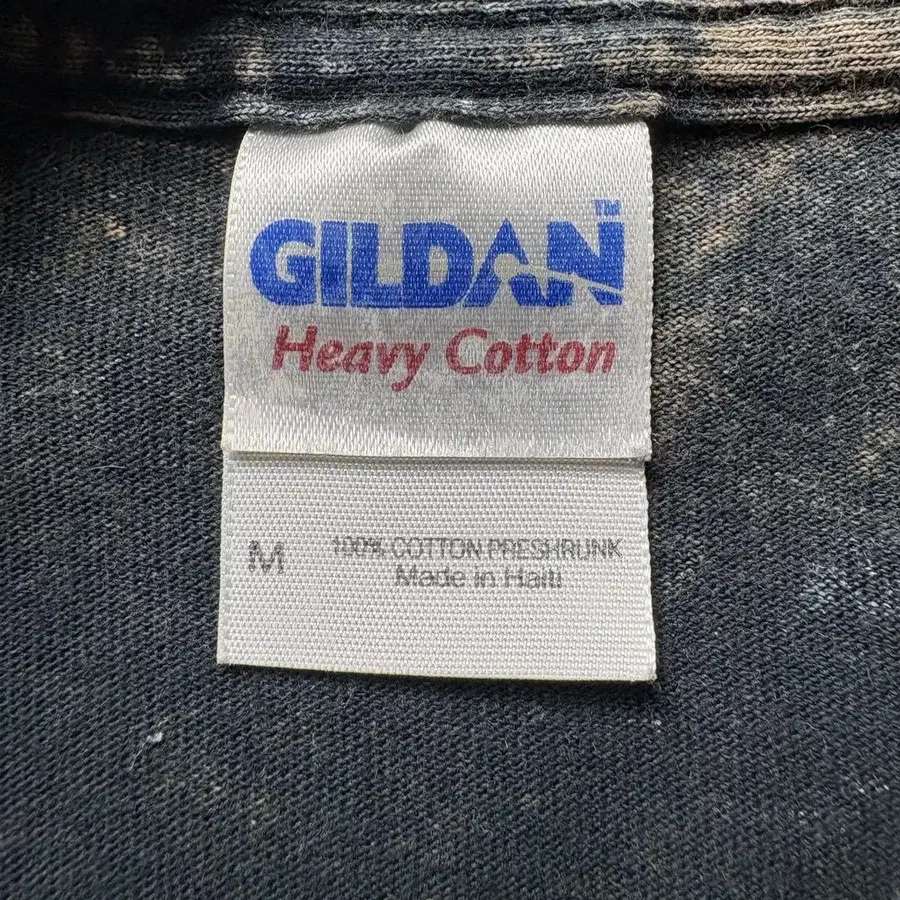 GILDAN™
Heavy Cotton
M 100% COTTON PRESHRUNK
Made in Haiti